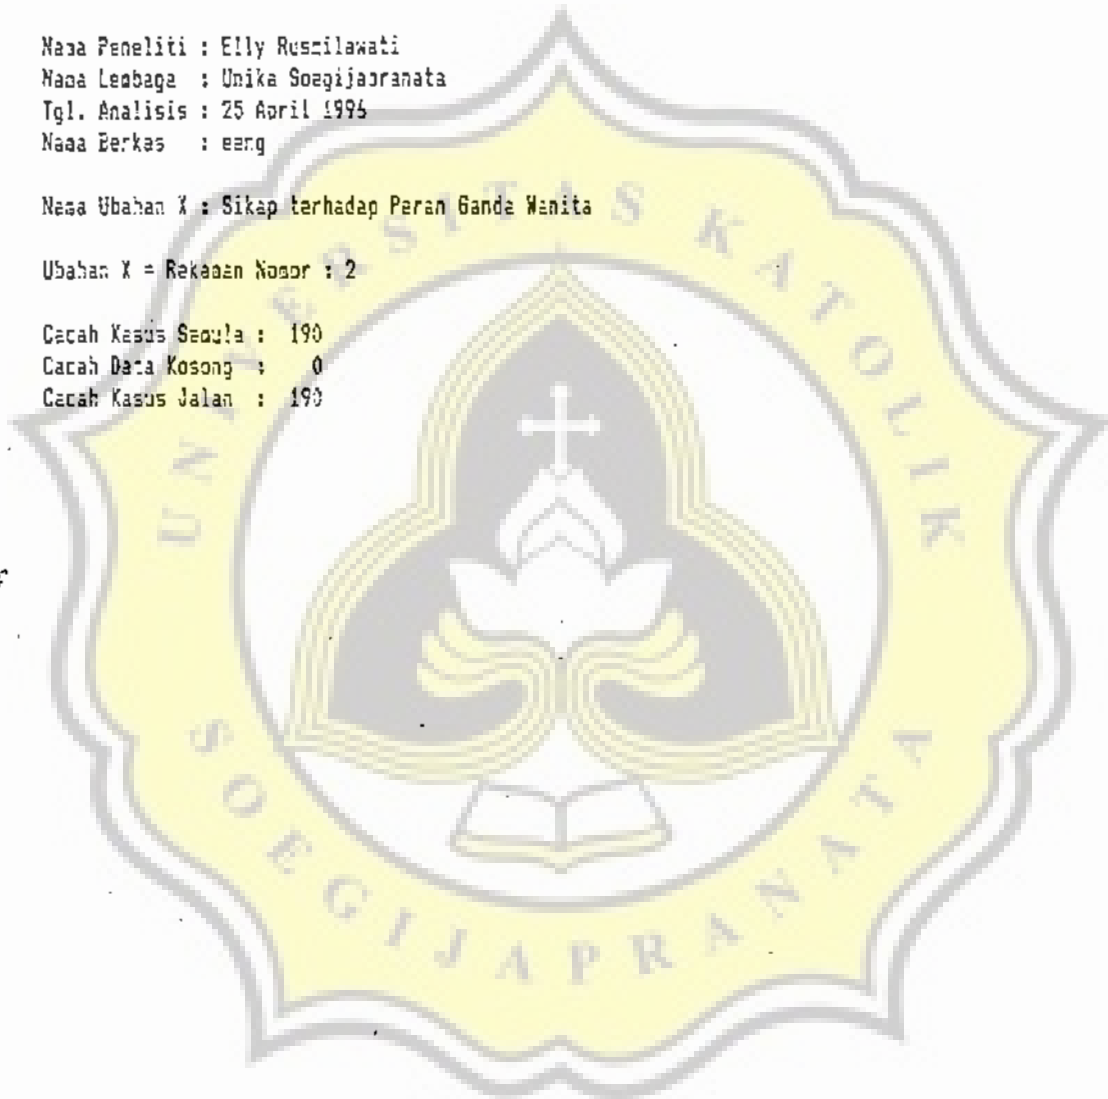 Nama Peneliti : Elly Rusmilawati
Nama Lembaga : Unika Soegijapranata
Tgl. Analisis : 25 April 1996
Nama Berkas : eeng
Nama Ubahan X : Sikap terhadap Peran Ganda Wanita
Ubahan X = Rekaman Nomor : 2
Cacah Kasus Semula : 190
Cacah Data Kosong : 0
Cacah Kasus Jalan : 190
UNIVERSITAS KATOLIK
SOEGIJAPRANATA